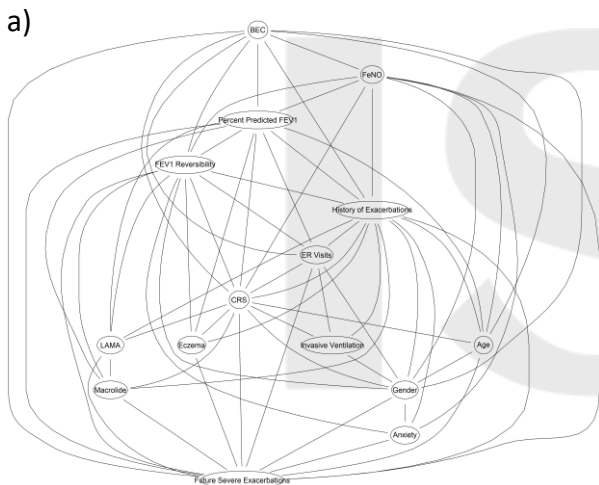 a)
BEC
FeNO
Percent Predicted FEV1
FEV1 Reversibility
History of Exacerbations
ER Visits
CRS
LAMA
Eczema
Invasive Ventilation
Age
Macrolide
Gender
Anxiety
Future Severe Exacerbations